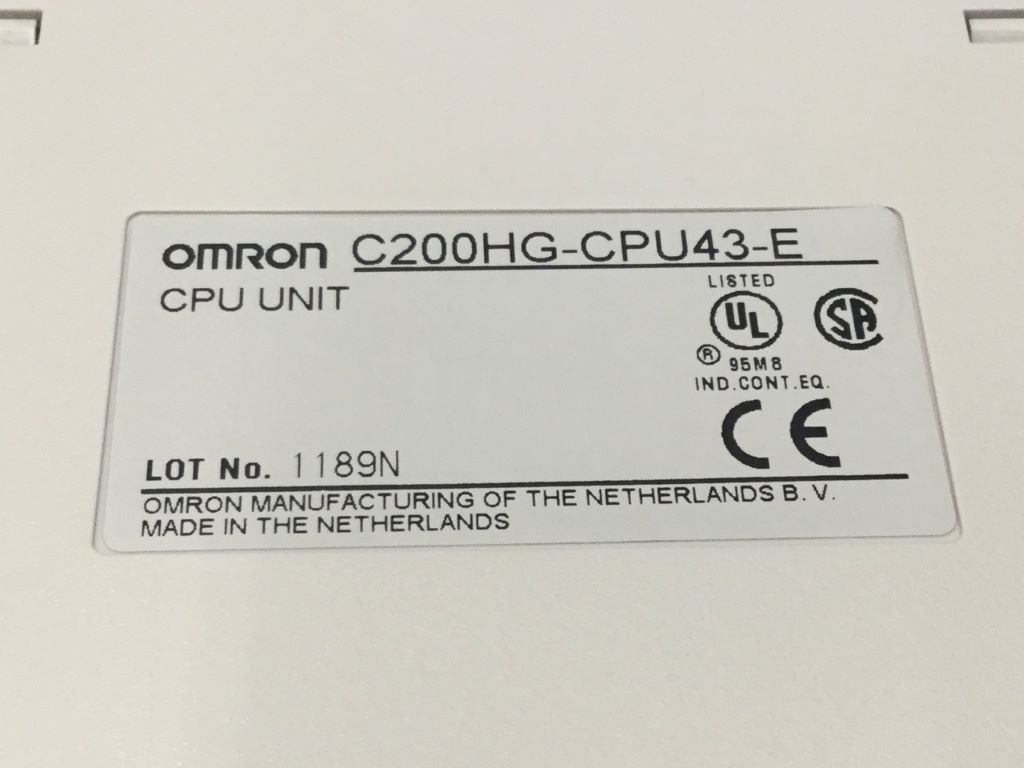 OMRON C200HG-CPU43-E
CPU UNIT
LISTED
UL SA
® 95M8
IND.CONT.EQ.
CE
LOT No. 1189N
OMRON MANUFACTURING OF THE NETHERLANDS B.V.
MADE IN THE NETHERLANDS